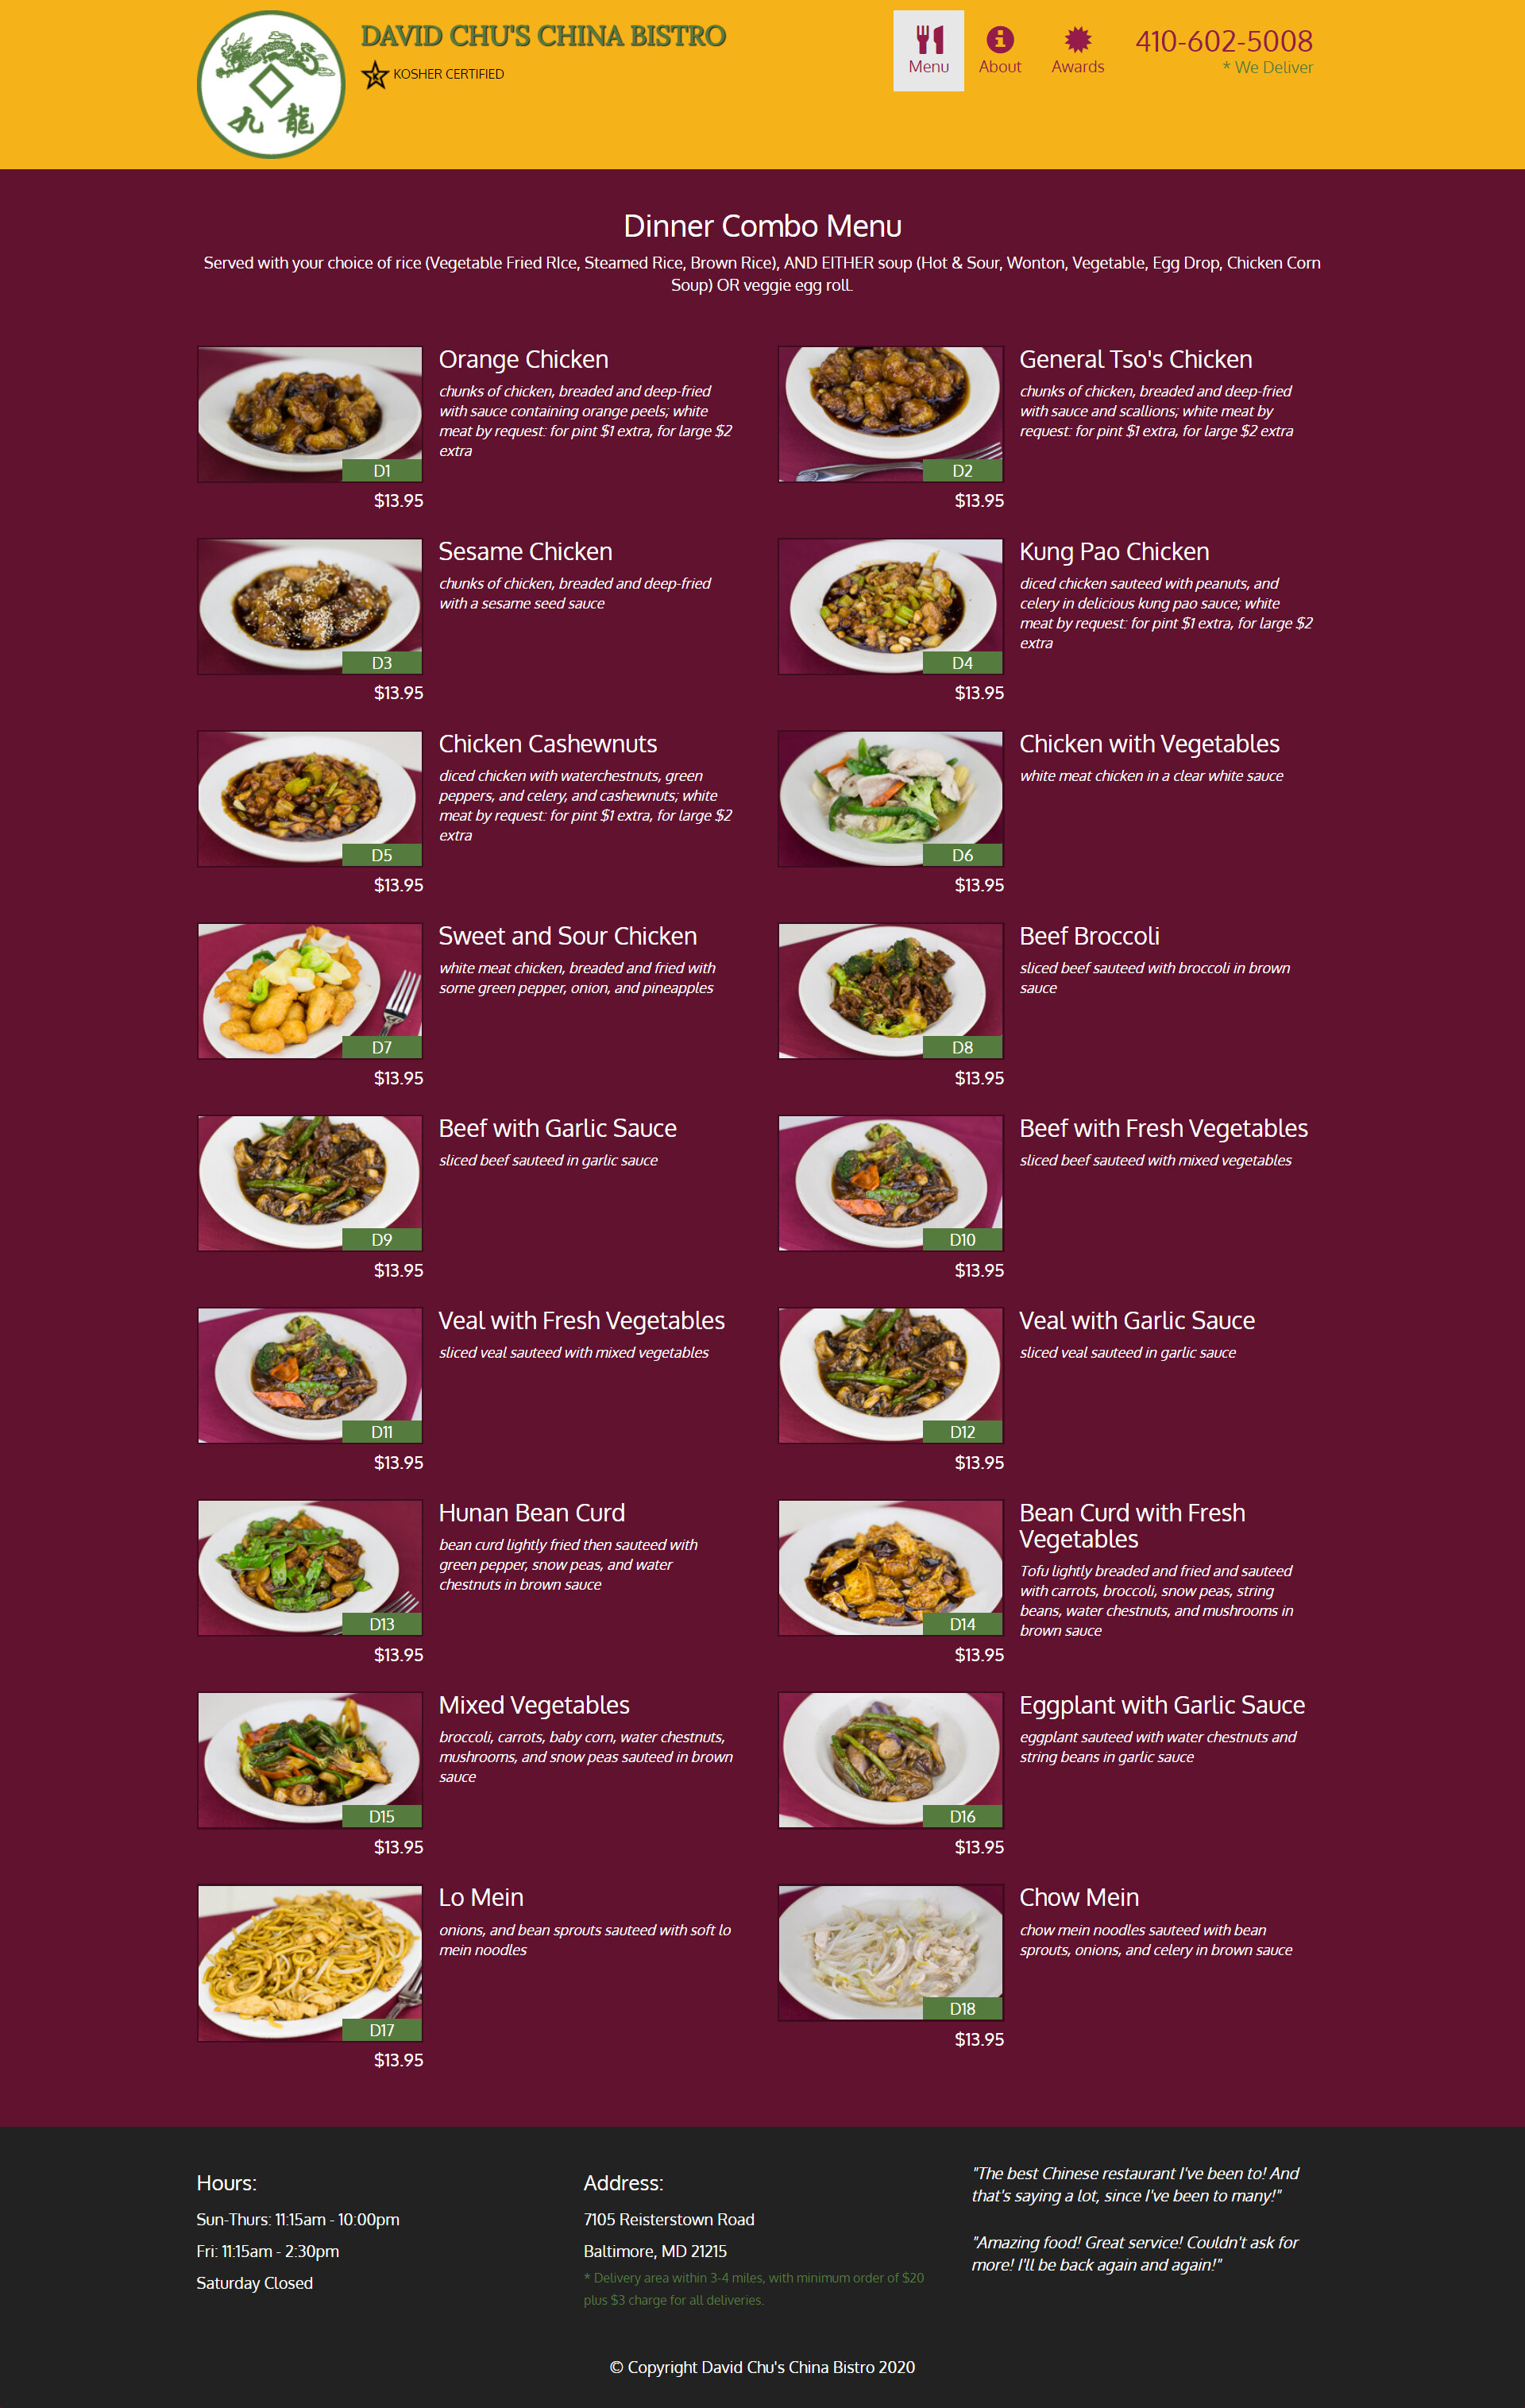 九 龍
DAVID CHU'S CHINA BISTRO
K
KOSHER CERTIFIED
Menu
About
Awards
410-602-5008
* We Deliver
Dinner Combo Menu
Served with your choice of rice (Vegetable Fried RIce, Steamed Rice, Brown Rice), AND EITHER soup (Hot & Sour, Wonton, Vegetable, Egg Drop, Chicken Corn
Soup) OR veggie egg roll.
D1
$13.95
Orange Chicken
chunks of chicken, breaded and deep-fried
with sauce containing orange peels; white
meat by request: for pint $1 extra, for large $2
extra
D2
$13.95
General Tso's Chicken
chunks of chicken, breaded and deep-fried
with sauce and scallions; white meat by
request: for pint $1 extra, for large $2 extra
D3
$13.95
Sesame Chicken
chunks of chicken, breaded and deep-fried
with a sesame seed sauce
D4
$13.95
Kung Pao Chicken
diced chicken sauteed with peanuts, and
celery in delicious kung pao sauce; white
meat by request: for pint $1 extra, for large $2
extra
D5
$13.95
Chicken Cashewnuts
diced chicken with waterchestnuts, green
peppers, and celery, and cashewnuts; white
meat by request: for pint $1 extra, for large $2
extra
D6
$13.95
Chicken with Vegetables
white meat chicken in a clear white sauce
D7
$13.95
Sweet and Sour Chicken
white meat chicken, breaded and fried with
some green pepper, onion, and pineapples
D8
$13.95
Beef Broccoli
sliced beef sauteed with broccoli in brown
sauce
D9
$13.95
Beef with Garlic Sauce
sliced beef sauteed in garlic sauce
D10
$13.95
Beef with Fresh Vegetables
sliced beef sauteed with mixed vegetables
D11
$13.95
Veal with Fresh Vegetables
sliced veal sauteed with mixed vegetables
D12
$13.95
Veal with Garlic Sauce
sliced veal sauteed in garlic sauce
D13
$13.95
Hunan Bean Curd
bean curd lightly fried then sauteed with
green pepper, snow peas, and water
chestnuts in brown sauce
D14
$13.95
Bean Curd with Fresh
Vegetables
Tofu lightly breaded and fried and sauteed
with carrots, broccoli, snow peas, string
beans, water chestnuts, and mushrooms in
brown sauce
D15
$13.95
Mixed Vegetables
broccoli, carrots, baby corn, water chestnuts,
mushrooms, and snow peas sauteed in brown
sauce
D16
$13.95
Eggplant with Garlic Sauce
eggplant sauteed with water chestnuts and
string beans in garlic sauce
D17
$13.95
Lo Mein
onions, and bean sprouts sauteed with soft lo
mein noodles
D18
$13.95
Chow Mein
chow mein noodles sauteed with bean
sprouts, onions, and celery in brown sauce
Hours:
Sun-Thurs: 11:15am - 10:00pm
Fri: 11:15am - 2:30pm
Saturday Closed
Address:
7105 Reisterstown Road
Baltimore, MD 21215
* Delivery area within 3-4 miles, with minimum order of $20
plus $3 charge for all deliveries.
"The best Chinese restaurant I've been to! And
that's saying a lot, since I've been to many!"
"Amazing food! Great service! Couldn't ask for
more! I'll be back again and again!"
© Copyright David Chu's China Bistro 2020